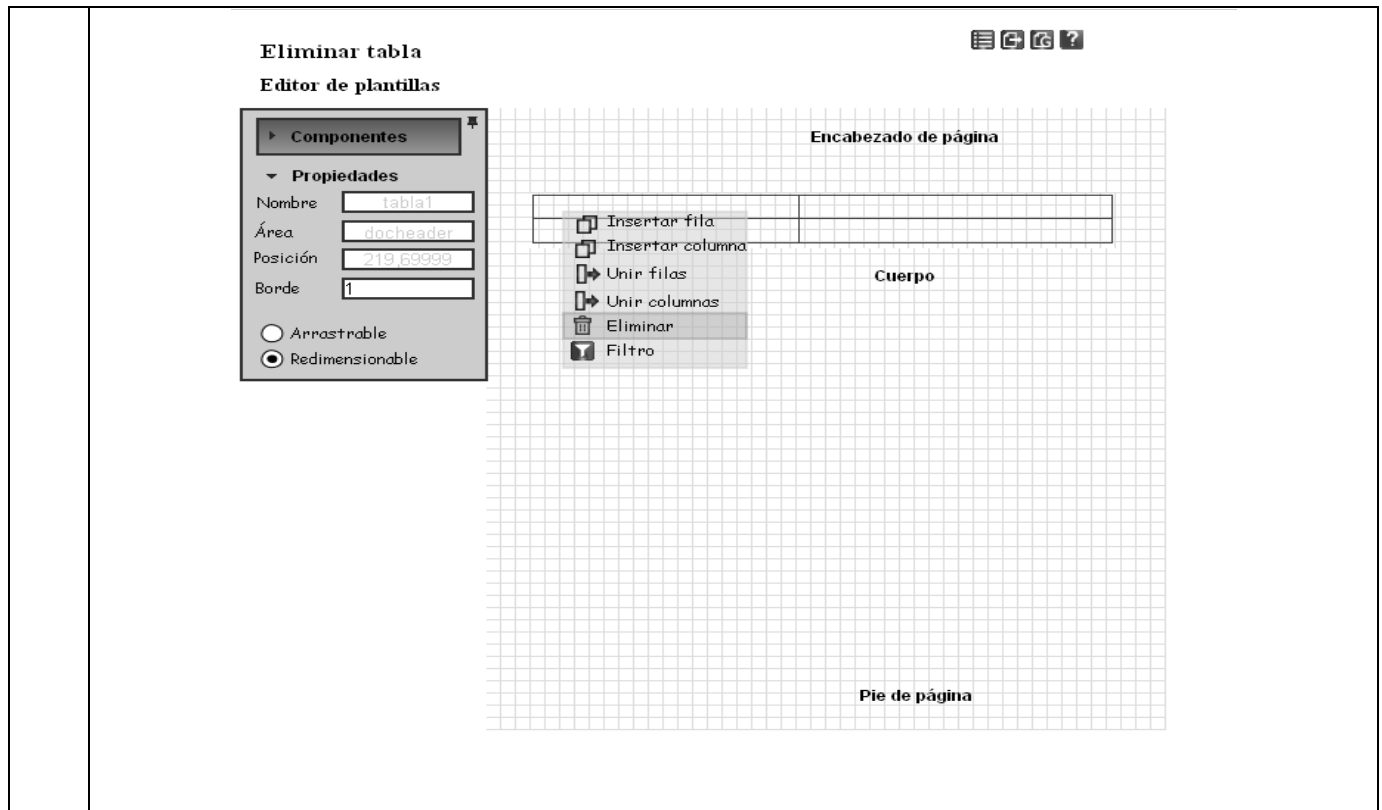 Eliminar tabla
Editor de plantillas
Componentes
Propiedades
Nombre tabla1
Área docheader
Posición 219,69999
Borde 1
Arrastrable
Redimensionable
Encabezado de página
Insertar fila
Insertar columna
Unir filas
Unir columnas
Eliminar
Filtro
Cuerpo
Pie de página